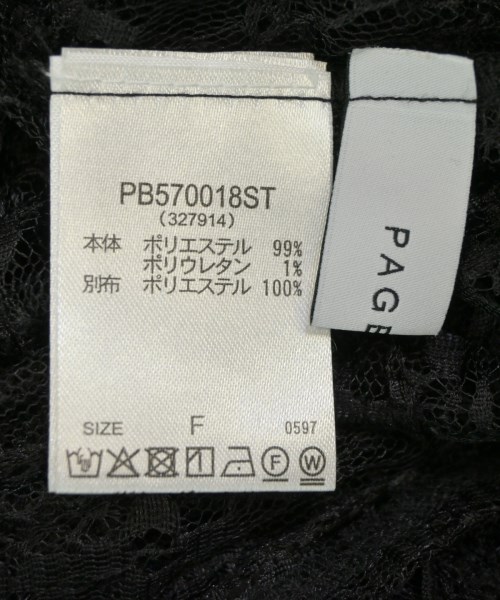 PB570018ST
(327914)
本体 ポリエステル 99%
ポリウレタン 1%
別布 ポリエステル 100%
SIZE F 0597
F W
PAGE